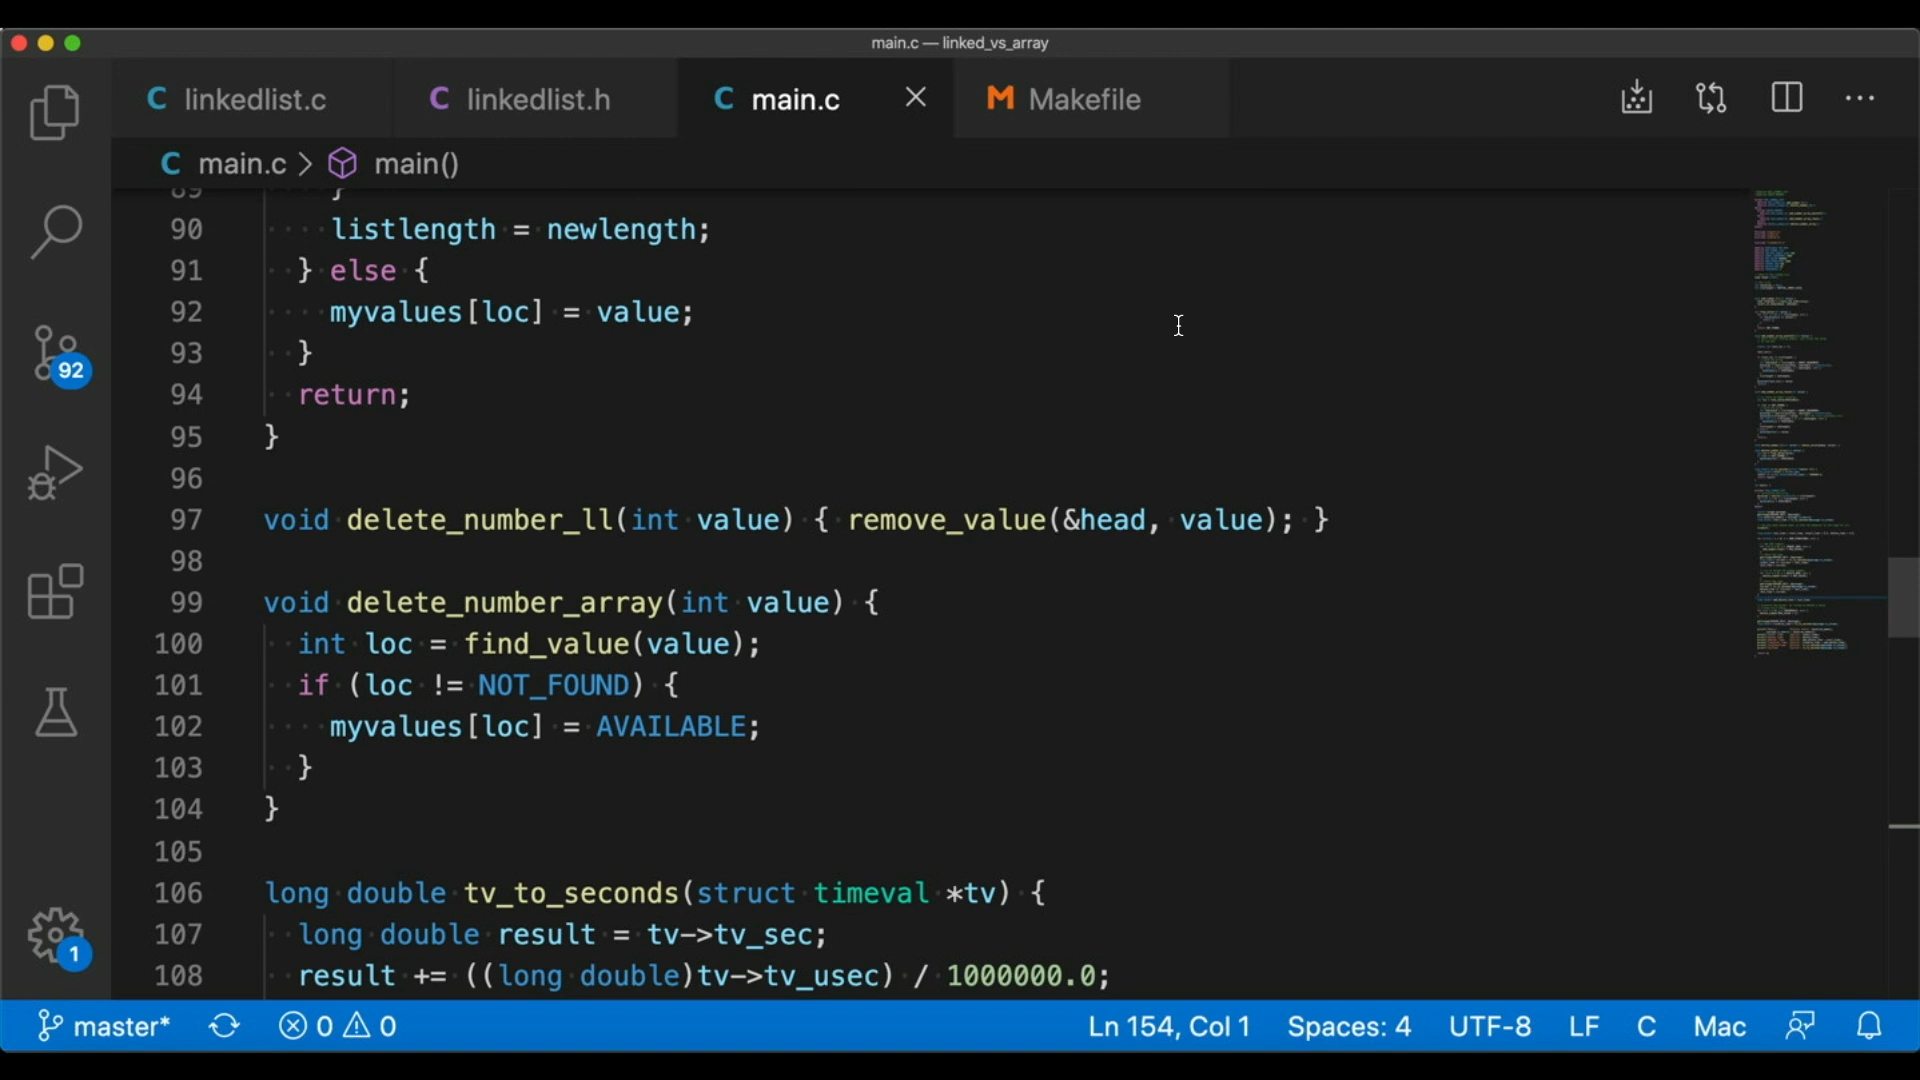 main.c — linked_vs_array
C linkedlist.c C linkedlist.h C main.c M Makefile
C main.c > main()
89 }
90 listlength = newlength;
91 } else {
92 myvalues[loc] = value;
93 }
94 return;
95 }
96
97 void delete_number_ll(int value) { remove_value(&head, value); }
98
99 void delete_number_array(int value) {
100 int loc = find_value(value);
101 if (loc != NOT_FOUND) {
102 myvalues[loc] = AVAILABLE;
103 }
104 }
105
106 long double tv_to_seconds(struct timeval *tv) {
107 long double result = tv->tv_sec;
108 result += ((long double)tv->tv_usec) / 1000000.0;
92
1
master* 0 0 Ln 154, Col 1 Spaces: 4 UTF-8 LF C Mac